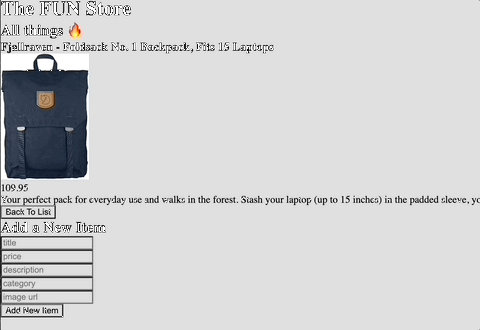 The FUN Store
All things 🔥
Fjallraven - Foldsack No. 1 Backpack, Fits 15 Laptops
109.95
Your perfect pack for everyday use and walks in the forest. Stash your laptop (up to 15 inches) in the padded sleeve, yo
Back To List
Add a New Item
title
price
description
category
image url
Add New Item